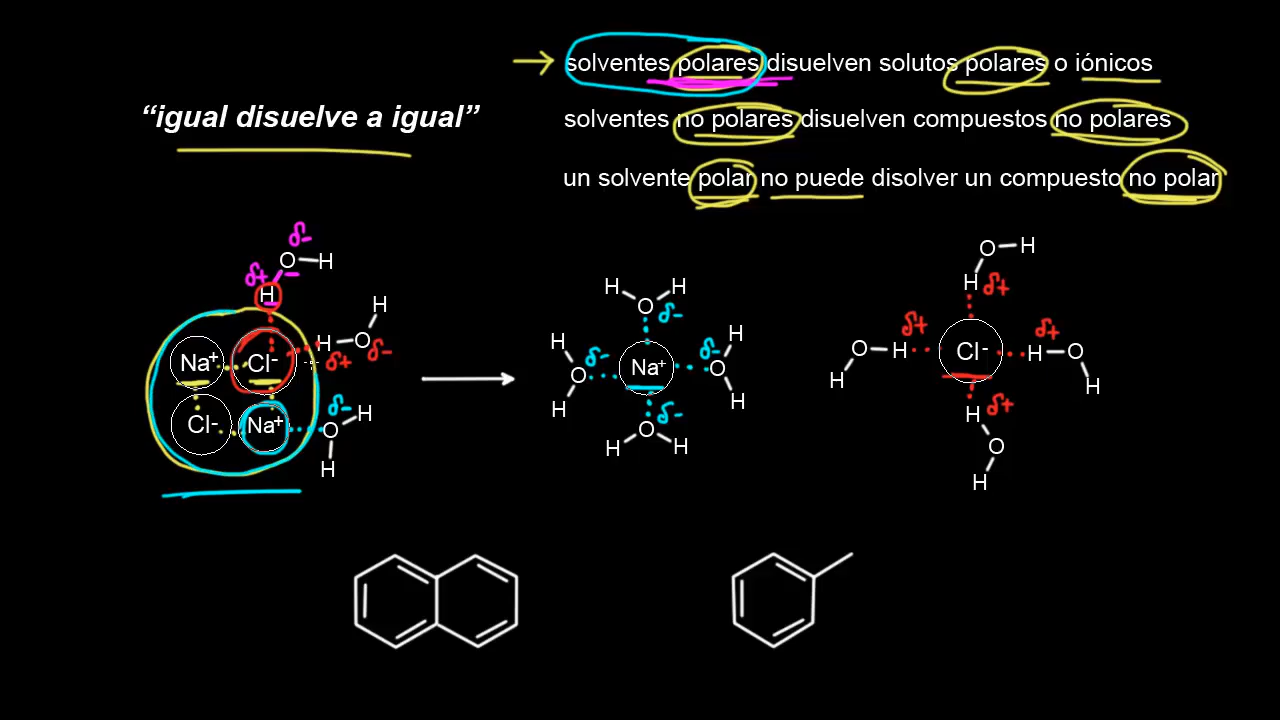 solventes polares disuelven solutos polares o iónicos
“igual disuelve a igual”
solventes no polares disuelven compuestos no polares
un solvente polar no puede disolver un compuesto no polar
δ-
δ+ O H
H
H
Na+ Cl- H O
δ+ δ-
Cl- Na+ δ- O H
H
H H
O δ-
H δ- Na+ δ- H
O O
H δ- H
O
H H
O H
H δ+
O H δ+ Cl- δ+ H O
H H
H δ+
O
H